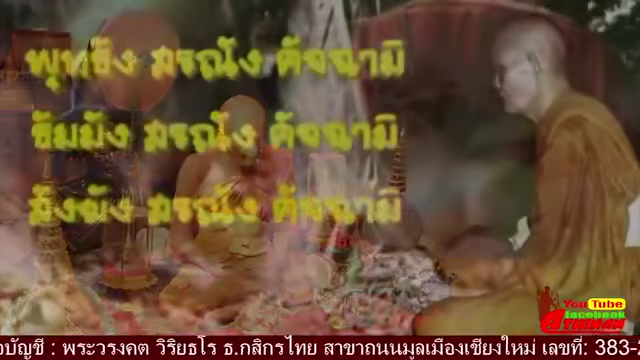 พุทธัง สรณัง คัจฉามิ
ธัมมัง สรณัง คัจฉามิ
สังฆัง สรณัง คัจฉามิ
YouTube
facebook
บัญชี : พระวรงคต วิริยธโร ธ.กสิกรไทย สาขาถนนมูลเมืองเชียงใหม่ เลขที่: 383-